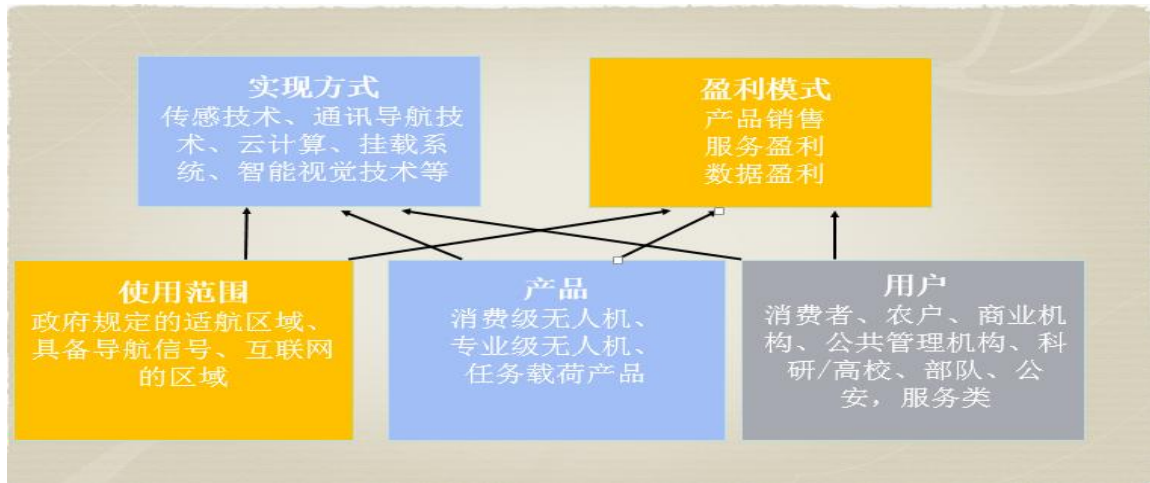 实现方式
传感技术、通讯导航技
术、云计算、挂载系
统、智能视觉技术等
盈利模式
产品销售
服务盈利
数据盈利
使用范围
政府规定的适航区域、
具备导航信号、互联网
的区域
产品
消费级无人机、
专业级无人机、
任务载荷产品
用户
消费者、农户、商业机
构、公共管理机构、科
研/高校、部队、公
安，服务类